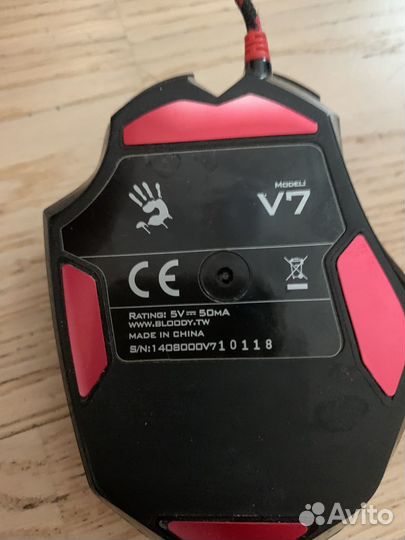 MODEL:
V7
CE
RATING: 5V⎓50MA
WWW.BLOODY.TW
MADE IN CHINA
S/N:1408000V710118
Avito